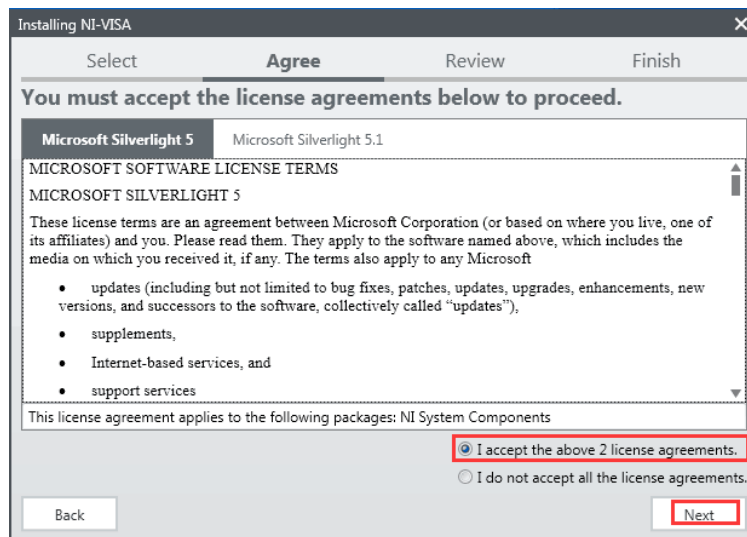 Installing NI-VISA
Select Agree Review Finish
You must accept the license agreements below to proceed.
Microsoft Silverlight 5 Microsoft Silverlight 5.1
MICROSOFT SOFTWARE LICENSE TERMS
MICROSOFT SILVERLIGHT 5
These license terms are an agreement between Microsoft Corporation (or based on where you live, one of
its affiliates) and you. Please read them. They apply to the software named above, which includes the
media on which you received it, if any. The terms also apply to any Microsoft
• updates (including but not limited to bug fixes, patches, updates, upgrades, enhancements, new
versions, and successors to the software, collectively called “updates”),
• supplements,
• Internet-based services, and
• support services
This license agreement applies to the following packages: NI System Components
I accept the above 2 license agreements.
I do not accept all the license agreements.
Back Next